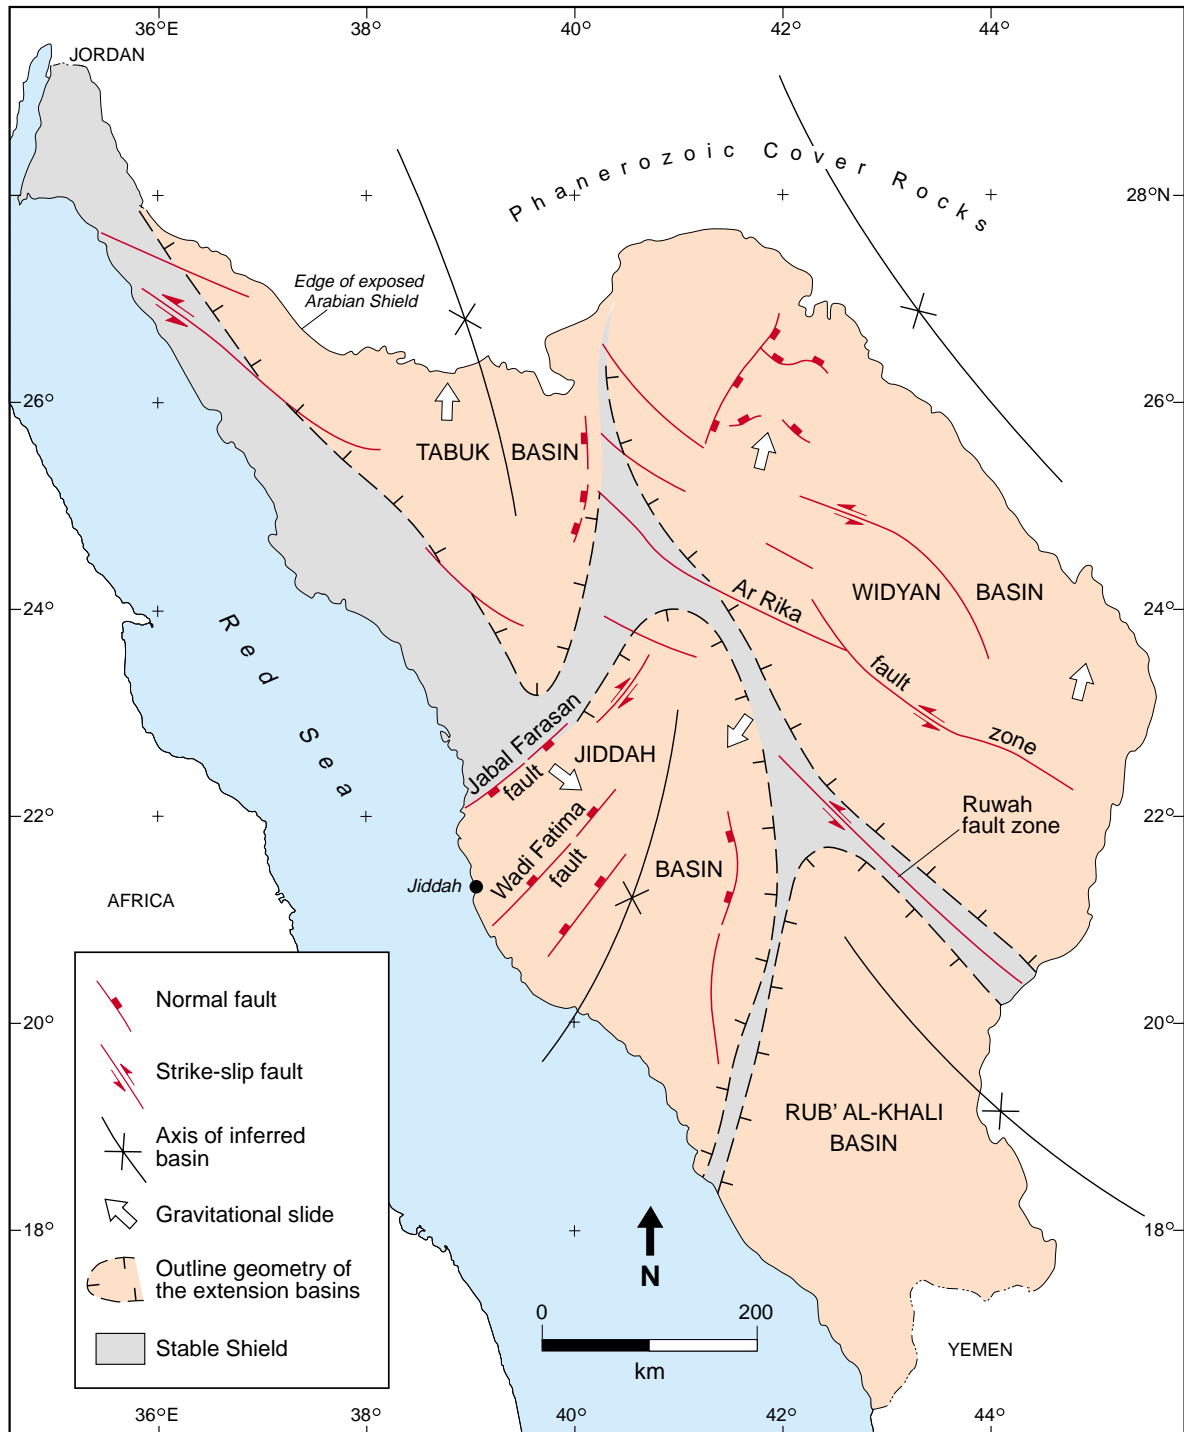 36°E
38°
40°
42°
44°
JORDAN
Phanerozoic Cover Rocks
28°N
Edge of exposed
Arabian Shield
26°
26°
TABUK BASIN
WIDYAN BASIN
Ar Rika
fault
zone
24°
24°
Red Sea
Jabal Farasan
fault
JIDDAH
BASIN
Wadi Fatima
fault
Ruwah
fault zone
22°
22°
Jiddah
AFRICA
20°
20°
RUB' AL-KHALI
BASIN
Normal fault
Strike-slip fault
Axis of inferred
basin
Gravitational slide
Outline geometry of
the extension basins
Stable Shield
18°
18°
N
0 200
km
YEMEN
36°E
38°
40°
42°
44°